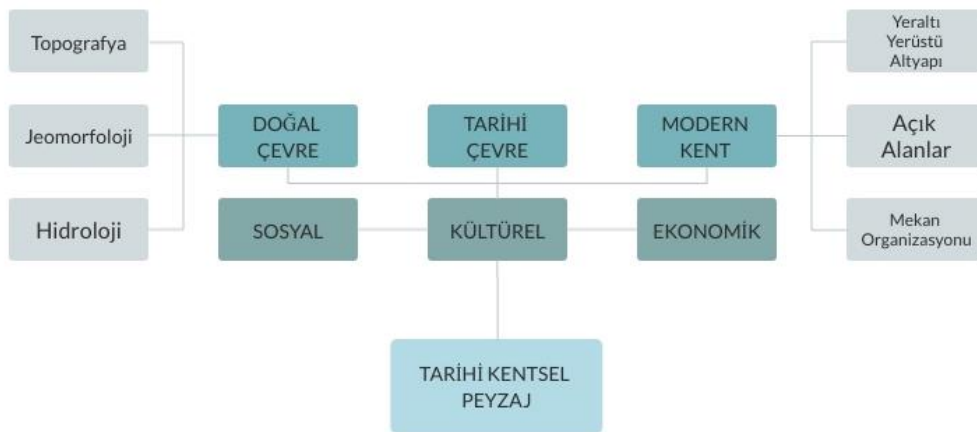 Topografya
Jeomorfoloji
Hidroloji
DOĞAL
ÇEVRE
TARİHİ
ÇEVRE
MODERN
KENT
Yeraltı
Yerüstü
Altyapı
Açık
Alanlar
Mekan
Organizasyonu
SOSYAL
KÜLTÜREL
EKONOMİK
TARİHİ KENTSEL
PEYZAJ